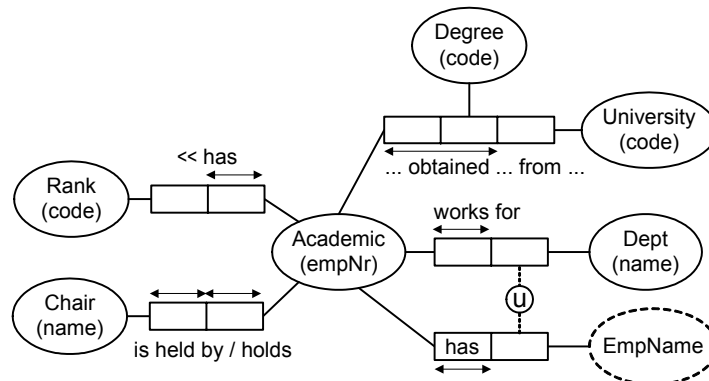 Degree
(code)
University
(code)
... obtained ... from ...
<< has
Rank
(code)
works for
Academic
(empNr)
Dept
(name)
Chair
(name)
u
is held by / holds
has
EmpName